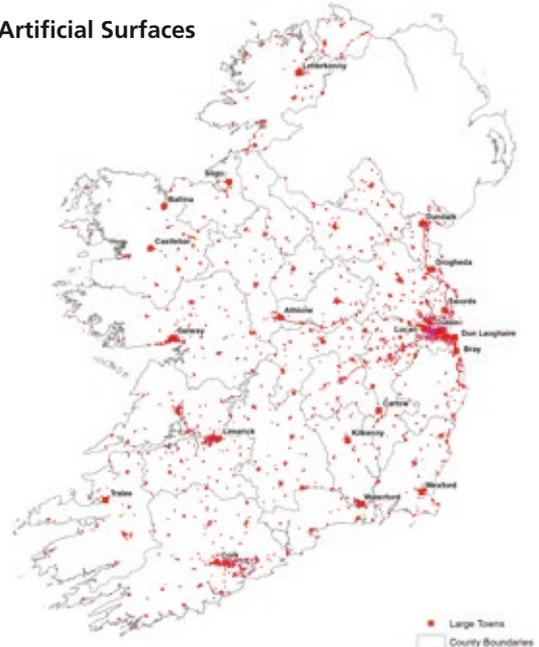 Artificial Surfaces
Letterkenny
Sligo
Ballina
Dundalk
Castlebar
Drogheda
Swords
Athlone
Lucan
Dun Laoghaire
Galway
Bray
Carlow
Limerick
Kilkenny
Tralee
Wexford
Waterford
Cork
Large Towns
County Boundaries